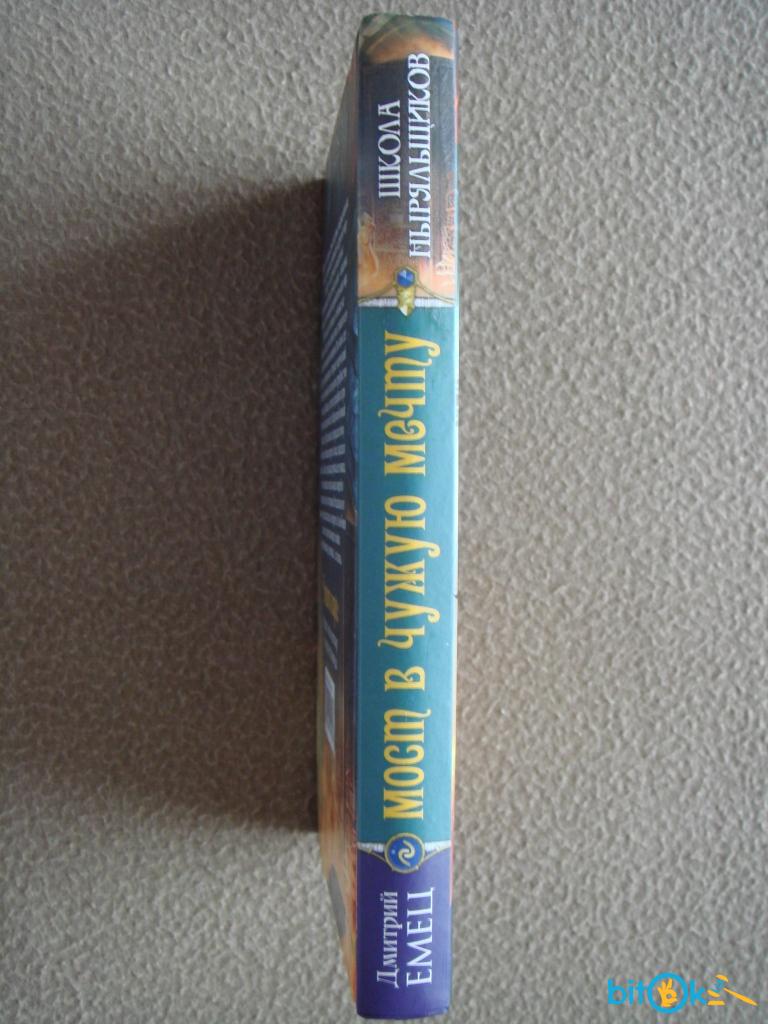 Дмитрий
ЕМЕЦ
МОСТ В ЧУЖУЮ МЕЧТУ
ШКОЛА
НЫРЯЛЬЩИКОВ
bitok